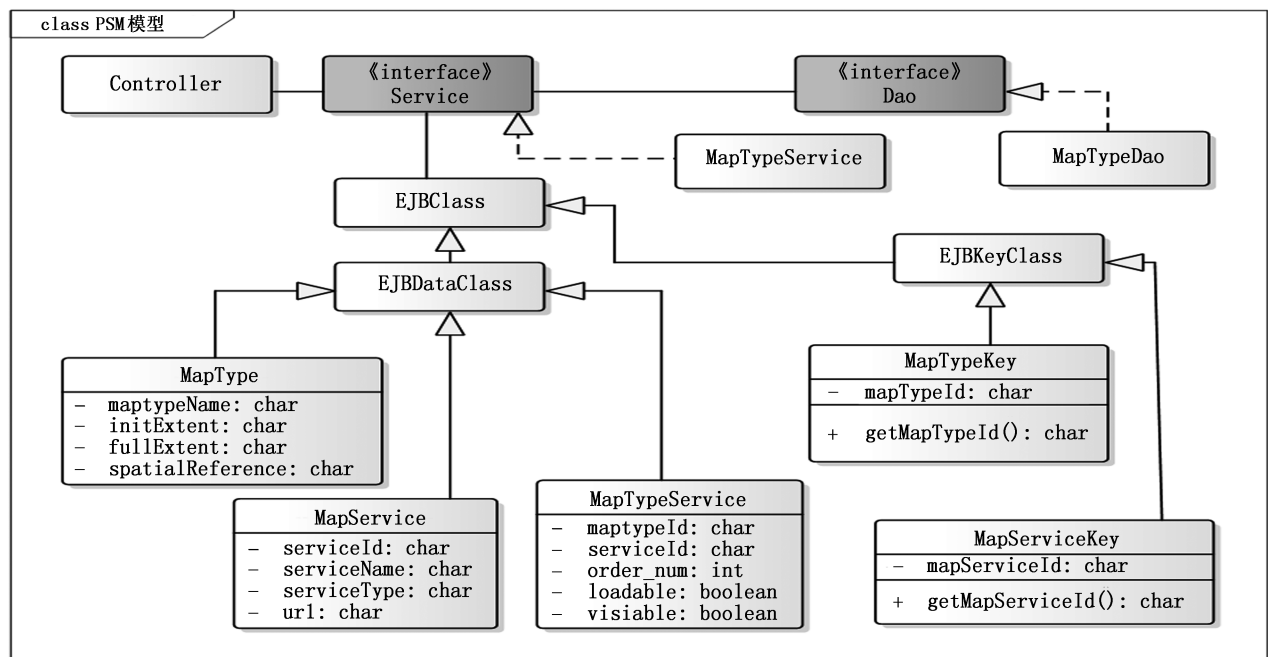 class PSM模型
Controller
《interface》
Service
《interface》
Dao
MapTypeService
MapTypeDao
EJBClass
EJBKeyClass
EJBDataClass
MapType
- maptypeName: char
- initExtent: char
- fullExtent: char
- spatialReference: char
MapTypeKey
- mapTypeId: char
+ getMapTypeId(): char
MapService
- serviceId: char
- serviceName: char
- serviceType: char
- url: char
MapTypeService
- maptypeId: char
- serviceId: char
- order_num: int
- loadable: boolean
- visiable: boolean
MapServiceKey
- mapServiceId: char
+ getMapServiceId(): char